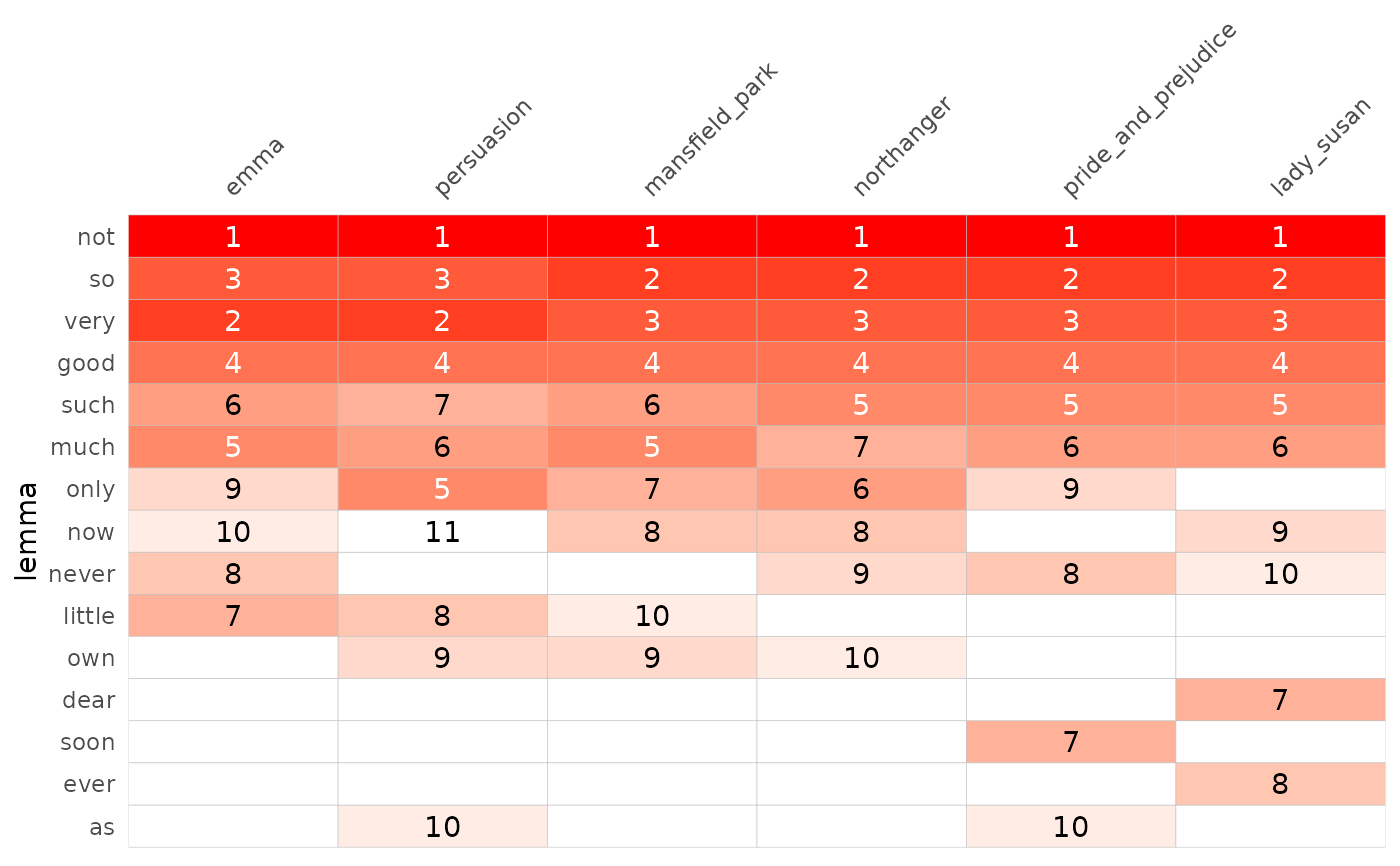 emma persuasion mansfield_park northanger pride_and_prejudice lady_susan
lemma
not 1 1 1 1 1 1
so 3 3 2 2 2 2
very 2 2 3 3 3 3
good 4 4 4 4 4 4
such 6 7 6 5 5 5
much 5 6 5 7 6 6
only 9 5 7 6 9
now 10 11 8 8 9
never 8 9 8 10
little 7 8 10
own 9 9 10
dear 7
soon 7
ever 8
as 10 10